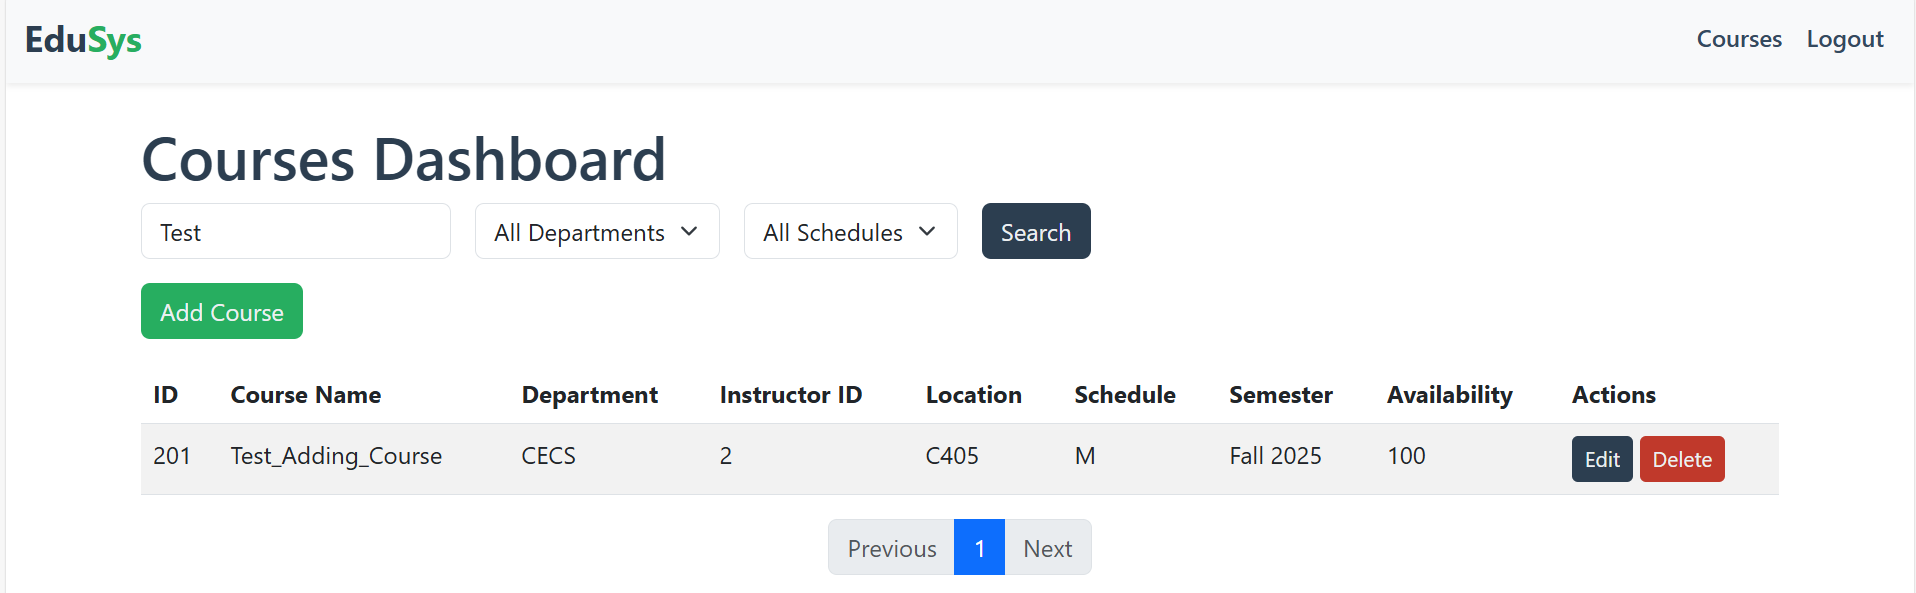 EduSys Courses Logout
Courses Dashboard
Test All Departments All Schedules Search
Add Course
ID Course Name Department Instructor ID Location Schedule Semester Availability Actions
201 Test_Adding_Course CECS 2 C405 M Fall 2025 100 Edit Delete
Previous 1 Next